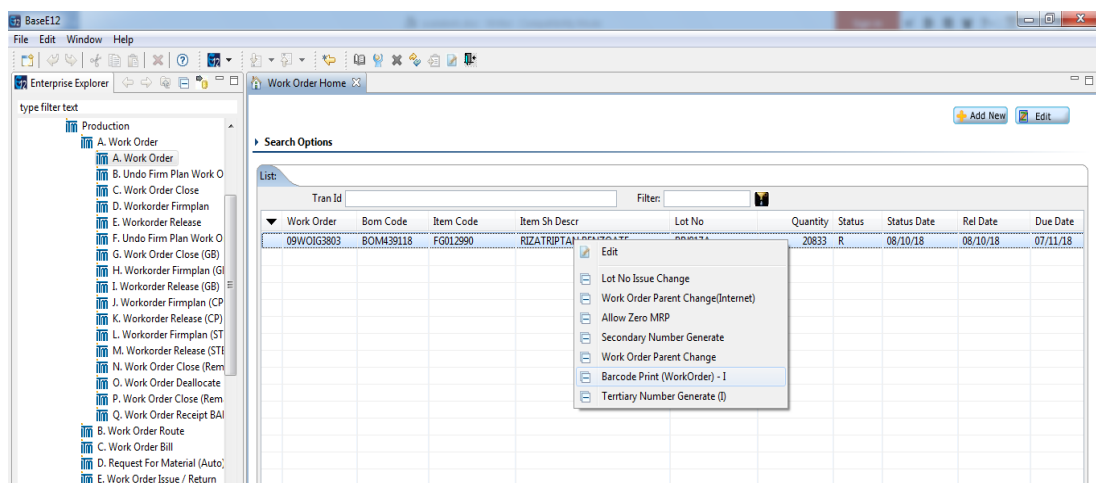 BaseE12
File Edit Window Help
Enterprise Explorer
Work Order Home
type filter text
Production
A. Work Order
A. Work Order
B. Undo Firm Plan Work O
C. Work Order Close
D. Workorder Firmplan
E. Workorder Release
F. Undo Firm Plan Work O
G. Work Order Close (GB)
H. Workorder Firmplan (GI
I. Workorder Release (GB)
J. Workorder Firmplan (CP
K. Workorder Release (CP)
L. Workorder Firmplan (ST
M. Workorder Release (STE
N. Work Order Close (Rem
O. Work Order Deallocate
P. Work Order Close (Rem
Q. Work Order Receipt BAI
B. Work Order Route
C. Work Order Bill
D. Request For Material (Auto)
E. Work Order Issue / Return
Add New Edit
Search Options
List:
Tran Id Filter:
Work Order Bom Code Item Code Item Sh Descr Lot No Quantity Status Status Date Rel Date Due Date
09WOIG3803 BOM439118 FG012990 RIZATRIPTAN BENZOATE 20833 R 08/10/18 08/10/18 07/11/18
Edit
Lot No Issue Change
Work Order Parent Change(Internet)
Allow Zero MRP
Secondary Number Generate
Work Order Parent Change
Barcode Print (WorkOrder) - I
Terrtiary Number Generate (I)